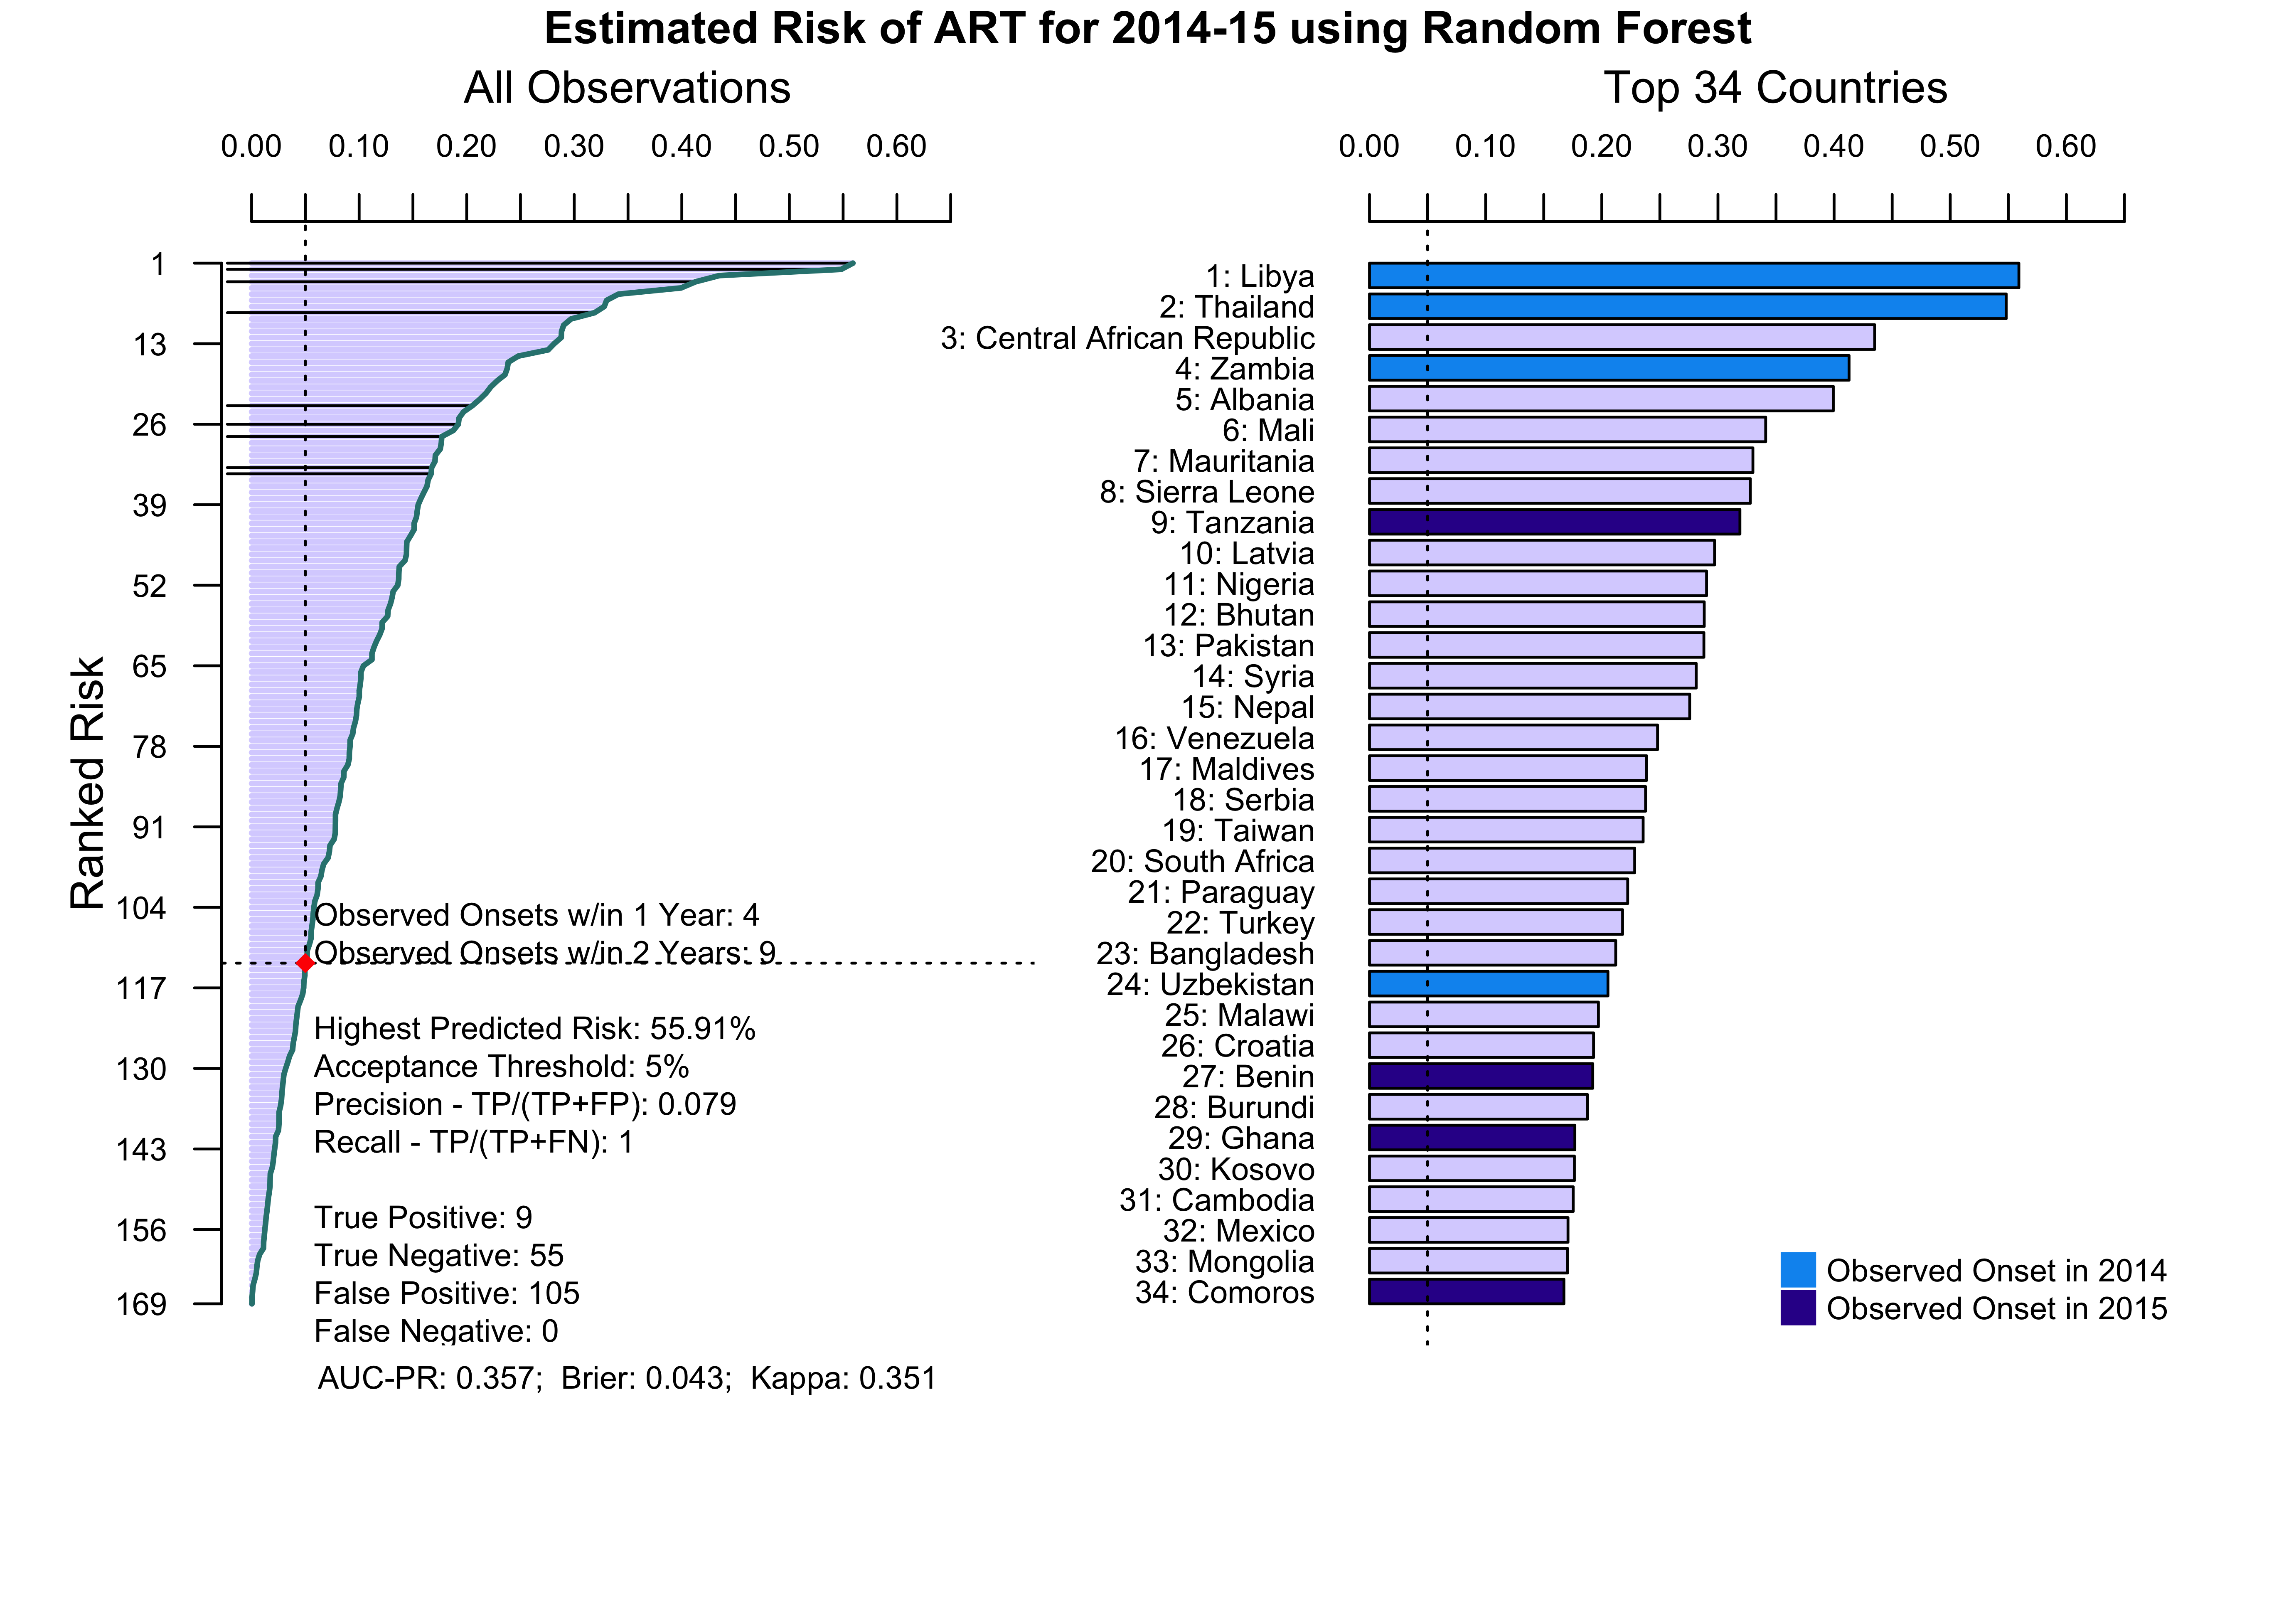 Estimated Risk of ART for 2014-15 using Random Forest
All Observations
0.00 0.10 0.20 0.30 0.40 0.50 0.60
Ranked Risk
1
13
26
39
52
65
78
91
104
117
130
143
156
169
Observed Onsets w/in 1 Year: 4
Observed Onsets w/in 2 Years: 9
Highest Predicted Risk: 55.91%
Acceptance Threshold: 5%
Precision - TP/(TP+FP): 0.079
Recall - TP/(TP+FN): 1
True Positive: 9
True Negative: 55
False Positive: 105
False Negative: 0
AUC-PR: 0.357; Brier: 0.043; Kappa: 0.351
Top 34 Countries
0.00 0.10 0.20 0.30 0.40 0.50 0.60
1: Libya
2: Thailand
3: Central African Republic
4: Zambia
5: Albania
6: Mali
7: Mauritania
8: Sierra Leone
9: Tanzania
10: Latvia
11: Nigeria
12: Bhutan
13: Pakistan
14: Syria
15: Nepal
16: Venezuela
17: Maldives
18: Serbia
19: Taiwan
20: South Africa
21: Paraguay
22: Turkey
23: Bangladesh
24: Uzbekistan
25: Malawi
26: Croatia
27: Benin
28: Burundi
29: Ghana
30: Kosovo
31: Cambodia
32: Mexico
33: Mongolia
34: Comoros
Observed Onset in 2014
Observed Onset in 2015